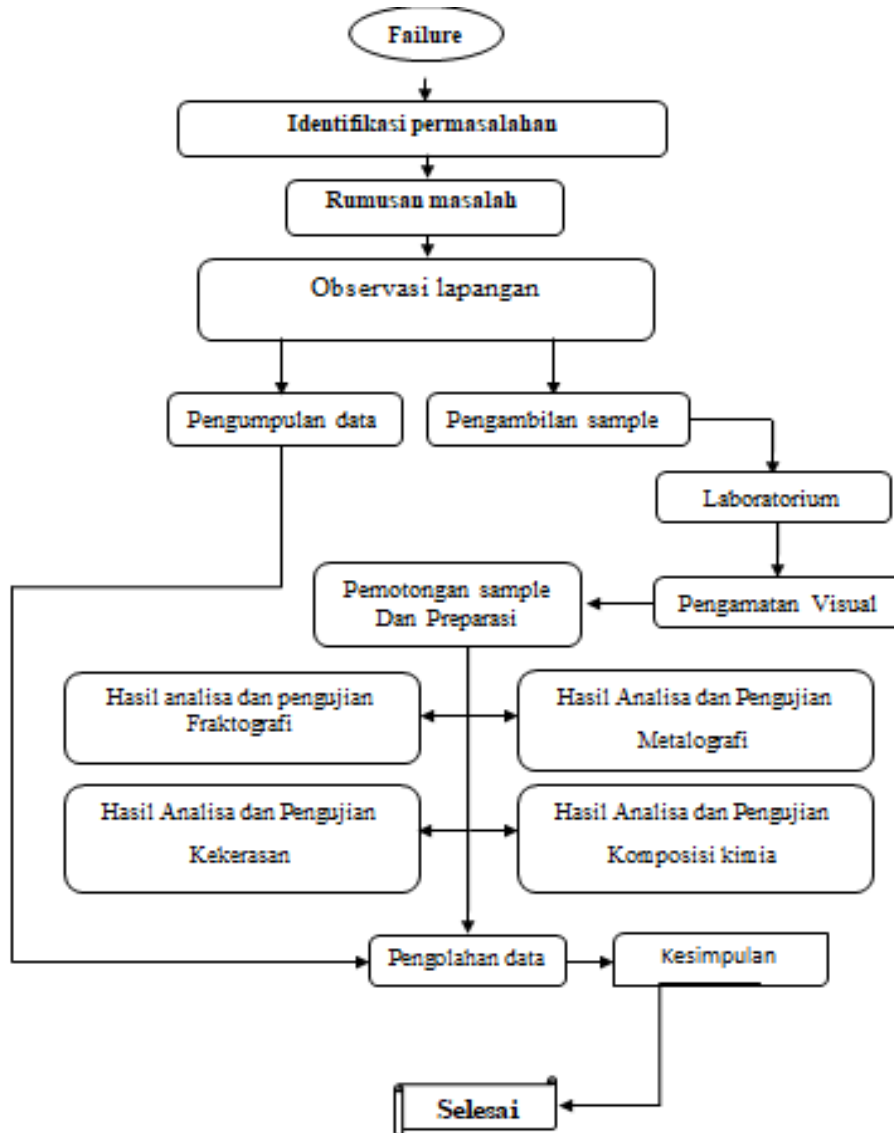 Failure
Identifikasi permasalahan
Rumusan masalah
Observasi lapangan
Pengumpulan data
Pengambilan sample
Laboratorium
Pengamatan Visual
Pemotongan sample
Dan Preparasi
Hasil analisa dan pengujian
Fraktografi
Hasil Analisa dan Pengujian
Metalografi
Hasil Analisa dan Pengujian
Kekerasan
Hasil Analisa dan Pengujian
Komposisi kimia
Pengolahan data
Kesimpulan
Selesai